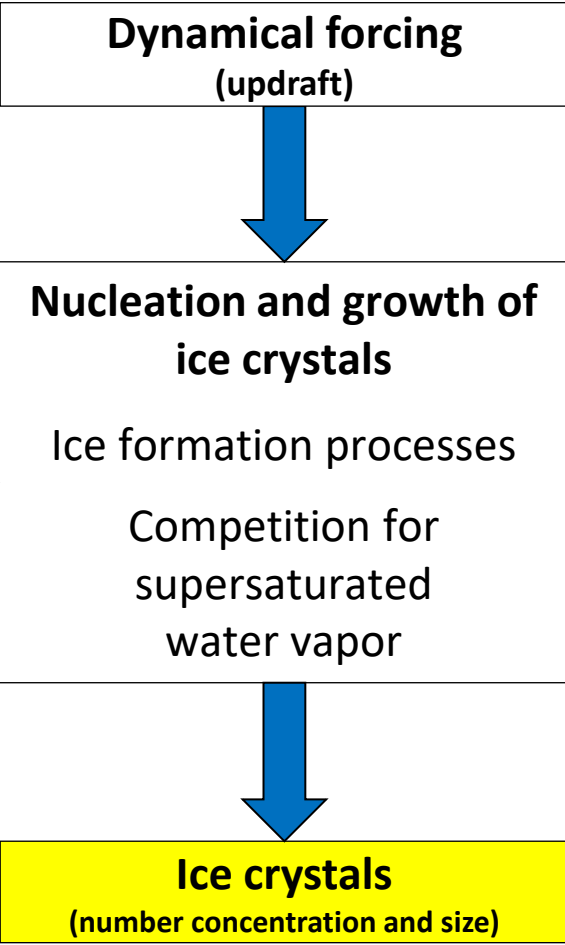 Dynamical forcing
(updraft)
Nucleation and growth of
ice crystals
Ice formation processes
Competition for
supersaturated
water vapor
Ice crystals
(number concentration and size)